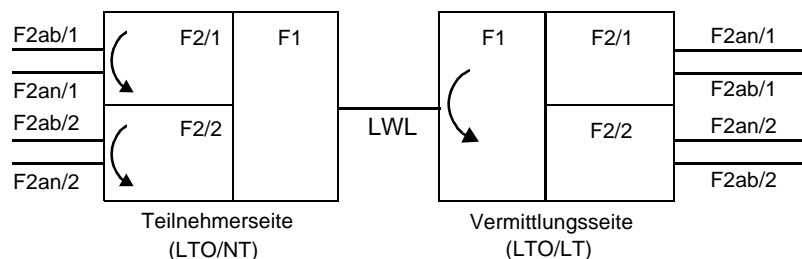 F2ab/1
F2/1
F1
F1
F2/1
F2an/1
F2an/1
F2ab/1
F2ab/2
F2/2
LWL
F2/2
F2an/2
F2an/2
F2ab/2
Teilnehmerseite
(LTO/NT)
Vermittlungsseite
(LTO/LT)